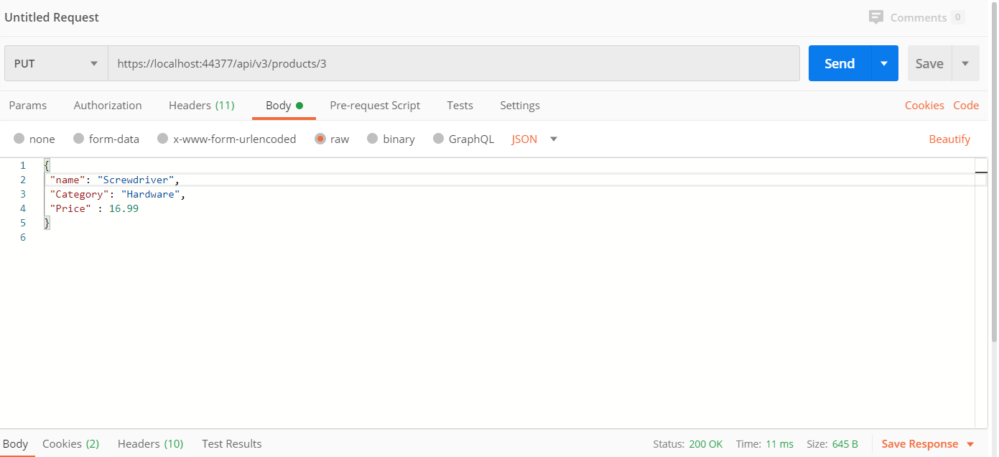 Untitled Request
Comments 0
PUT
https://localhost:44377/api/v3/products/3
Send
Save
Params Authorization Headers (11) Body Pre-request Script Tests Settings Cookies Code
none form-data x-www-form-urlencoded raw binary GraphQL JSON Beautify
1 {
2 "name": "Screwdriver",
3 "Category": "Hardware",
4 "Price" : 16.99
5 }
6
Body Cookies (2) Headers (10) Test Results Status: 200 OK Time: 11 ms Size: 645 B Save Response